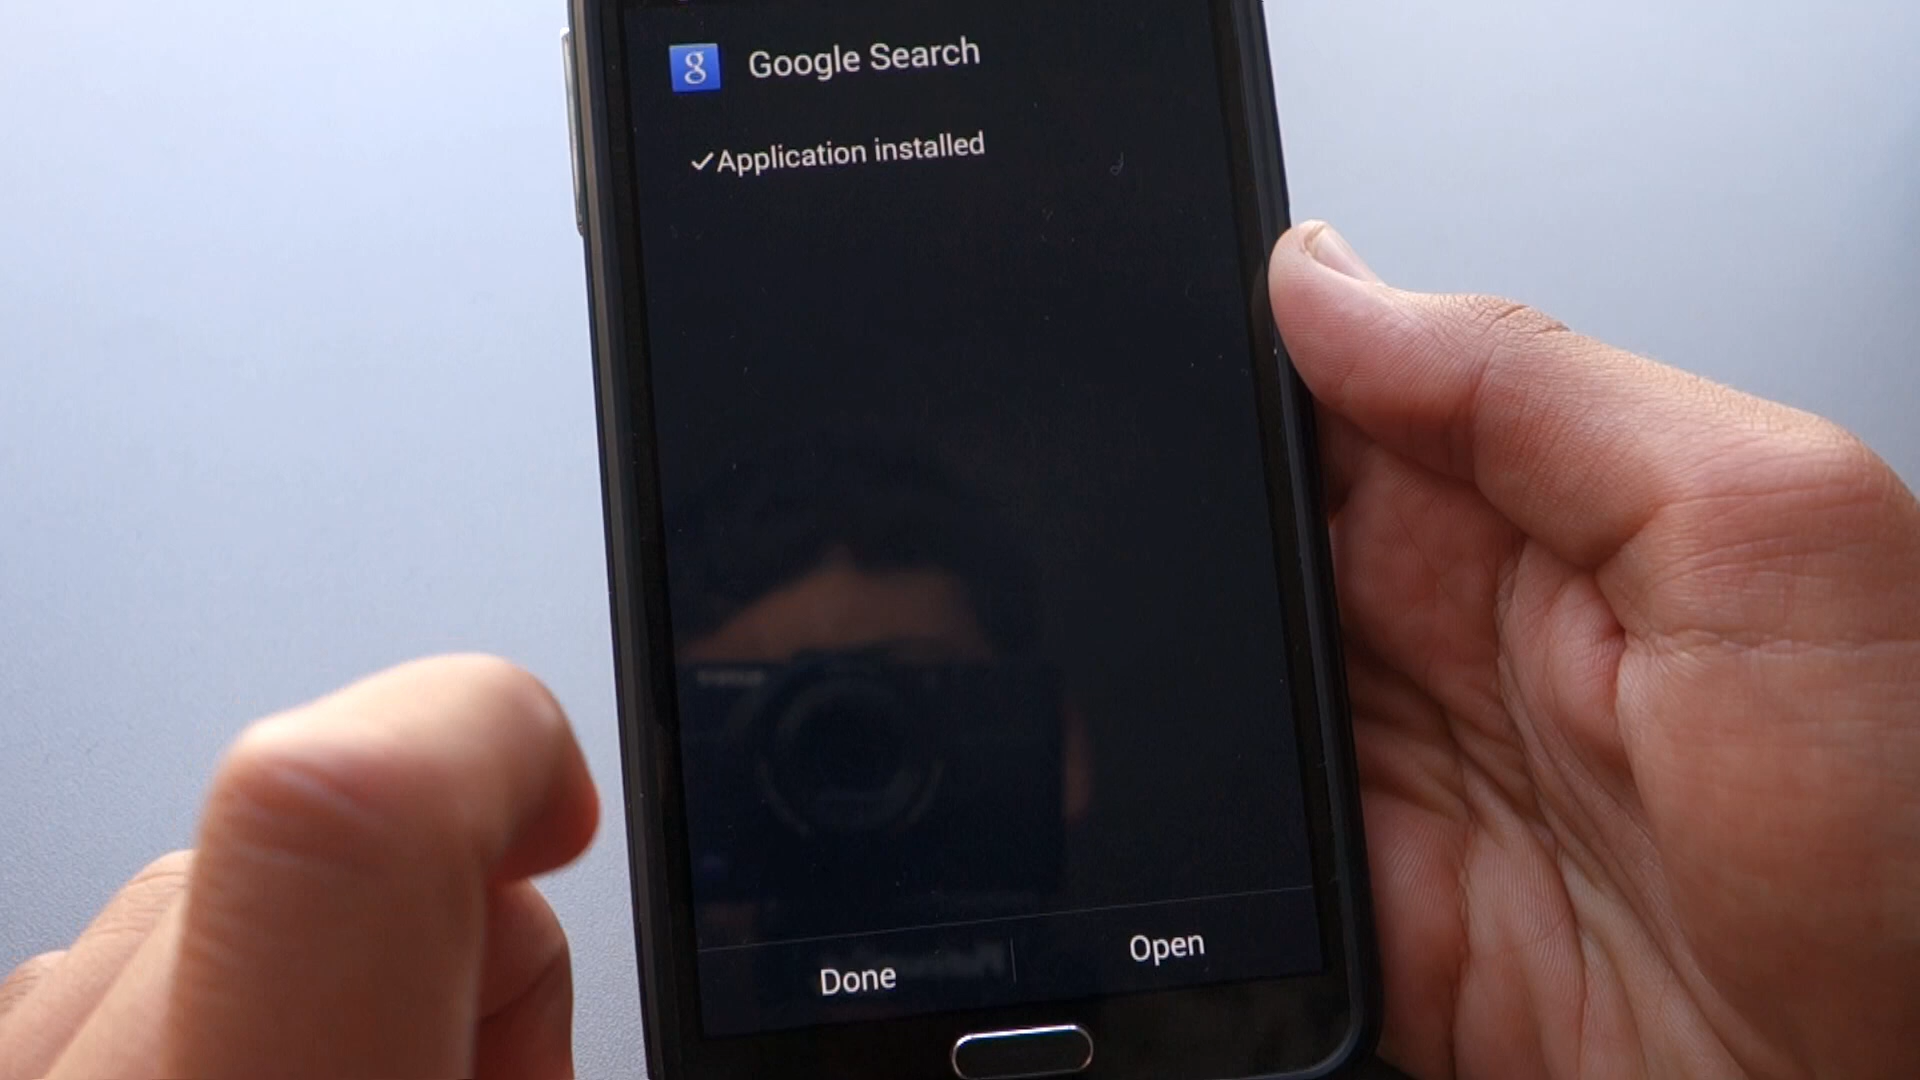 g
Google Search
✓Application installed
Done
Open